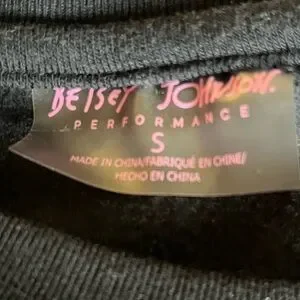 BETSEY JOHNSON.
PERFORMANCE
S
MADE IN CHINA/FABRIQUÉ EN CHINE/
HECHO EN CHINA